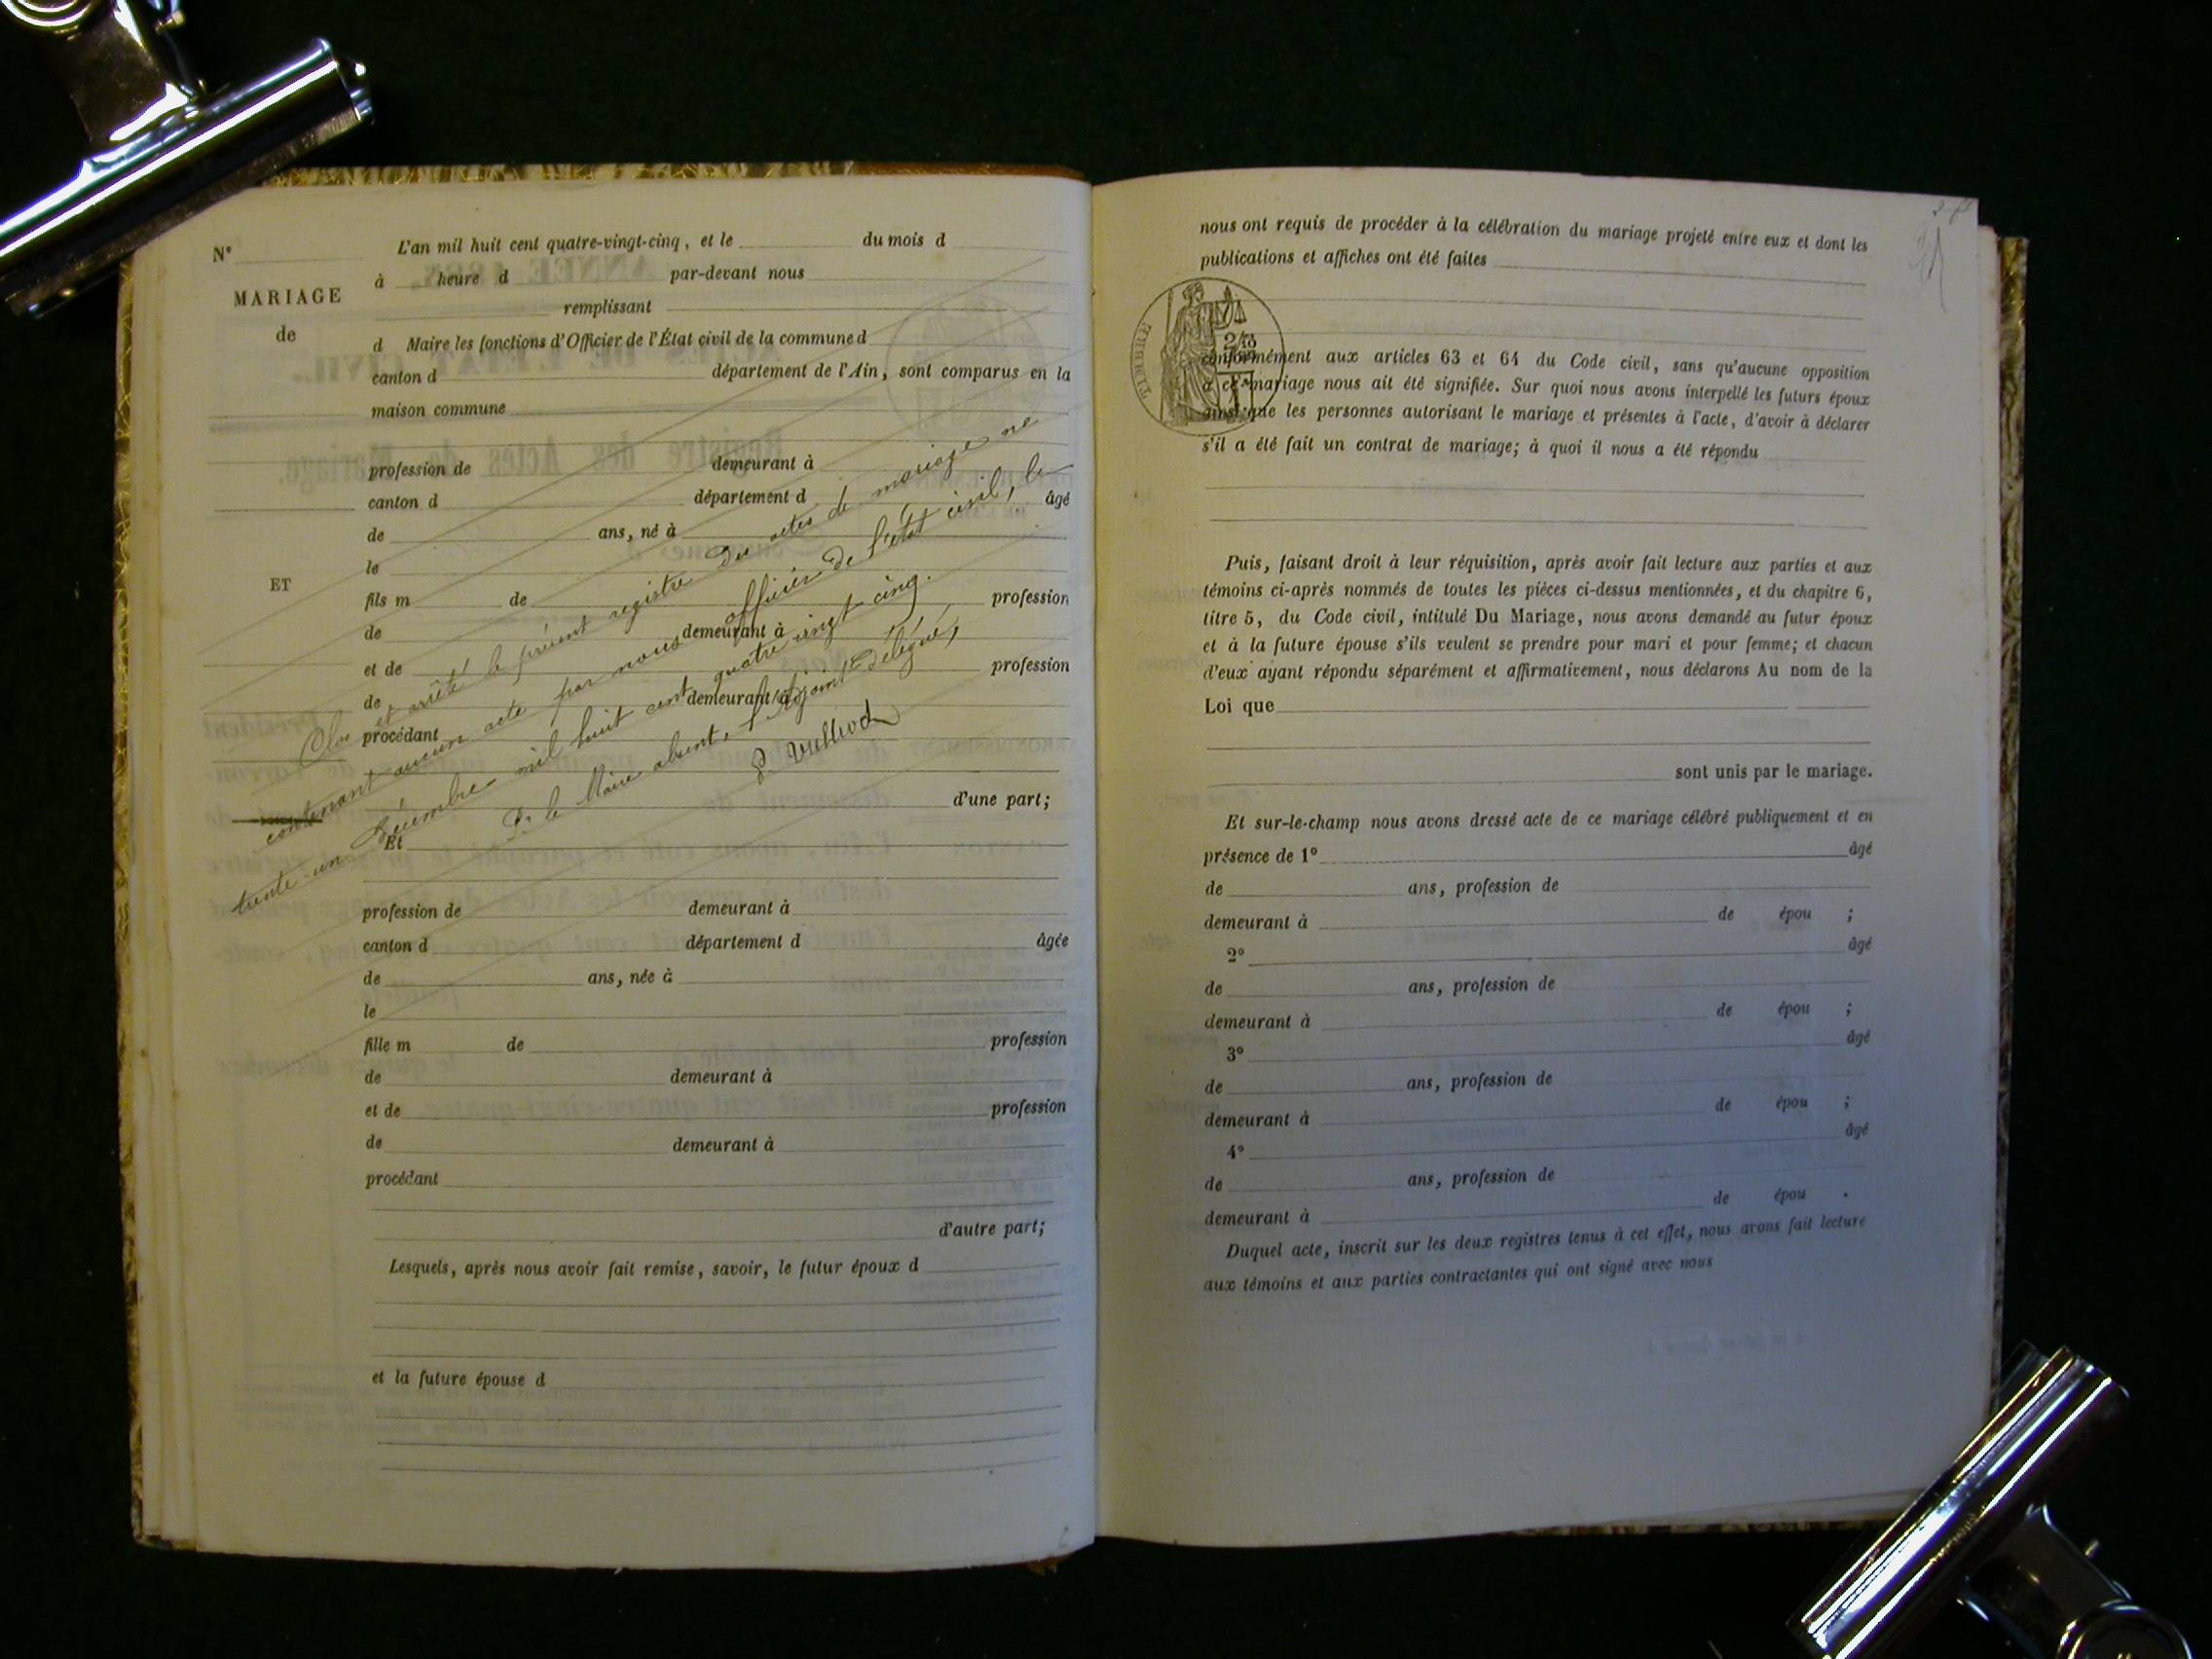 N°
MARIAGE
de
ET
L'an mil huit cent quatre-vingt-cinq, et le du mois d
à heure d par-devant nous
remplissant
d Maire les fonctions d'Officier de l'État civil de la commune d
canton d département de l'Ain, sont comparus en la
maison commune
profession de demeurant à
canton d département d âgé
de ans, né à
le
fils m de profession
de demeurant à
et de profession
de demeurant à
procédant
d'une part;
Et
profession de demeurant à
canton d département d âgée
de ans, née à
le
fille m de profession
de demeurant à
et de profession
de demeurant à
procédant
d'autre part;
Lesquels, après nous avoir fait remise, savoir, le futur époux d
et la future épouse d
Clos et arrêté le présent registre des actes de mariage ne
contenant aucun acte par nous officier de l'état civil, le
trente-un Décembre mil huit cent quatre vingt cinq.
Pr le Maire absent, l'Adjoint Délégué,
nous ont requis de procéder à la célébration du mariage projeté entre eux et dont les
publications et affiches ont été faites
TIMBRE
conformément aux articles 63 et 64 du Code civil, sans qu'aucune opposition
à ce mariage nous ait été signifiée. Sur quoi nous avons interpellé les futurs époux
ainsi que les personnes autorisant le mariage et présentes à l'acte, d'avoir à déclarer
s'il a été fait un contrat de mariage; à quoi il nous a été répondu
Puis, faisant droit à leur réquisition, après avoir fait lecture aux parties et aux
témoins ci-après nommés de toutes les pièces ci-dessus mentionnées, et du chapitre 6,
titre 5, du Code civil, intitulé Du Mariage, nous avons demandé au futur époux
et à la future épouse s'ils veulent se prendre pour mari et pour femme; et chacun
d'eux ayant répondu séparément et affirmativement, nous déclarons Au nom de la
Loi que
sont unis par le mariage.
Et sur-le-champ nous avons dressé acte de ce mariage célébré publiquement et en
présence de 1° âgé
de ans, profession de
demeurant à de épou ;
2° âgé
de ans, profession de
demeurant à de épou ;
3° âgé
de ans, profession de
demeurant à de épou ;
4° âgé
de ans, profession de
demeurant à de épou .
Duquel acte, inscrit sur les deux registres tenus à cet effet, nous avons fait lecture
aux témoins et aux parties contractantes qui ont signé avec nous